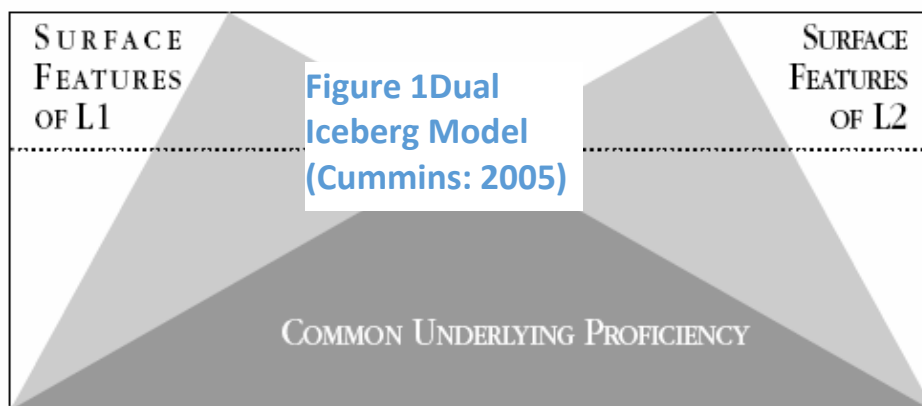 SURFACE
FEATURES
OF L1
Figure 1Dual
Iceberg Model
(Cummins: 2005)
SURFACE
FEATURES
OF L2
COMMON UNDERLYING PROFICIENCY